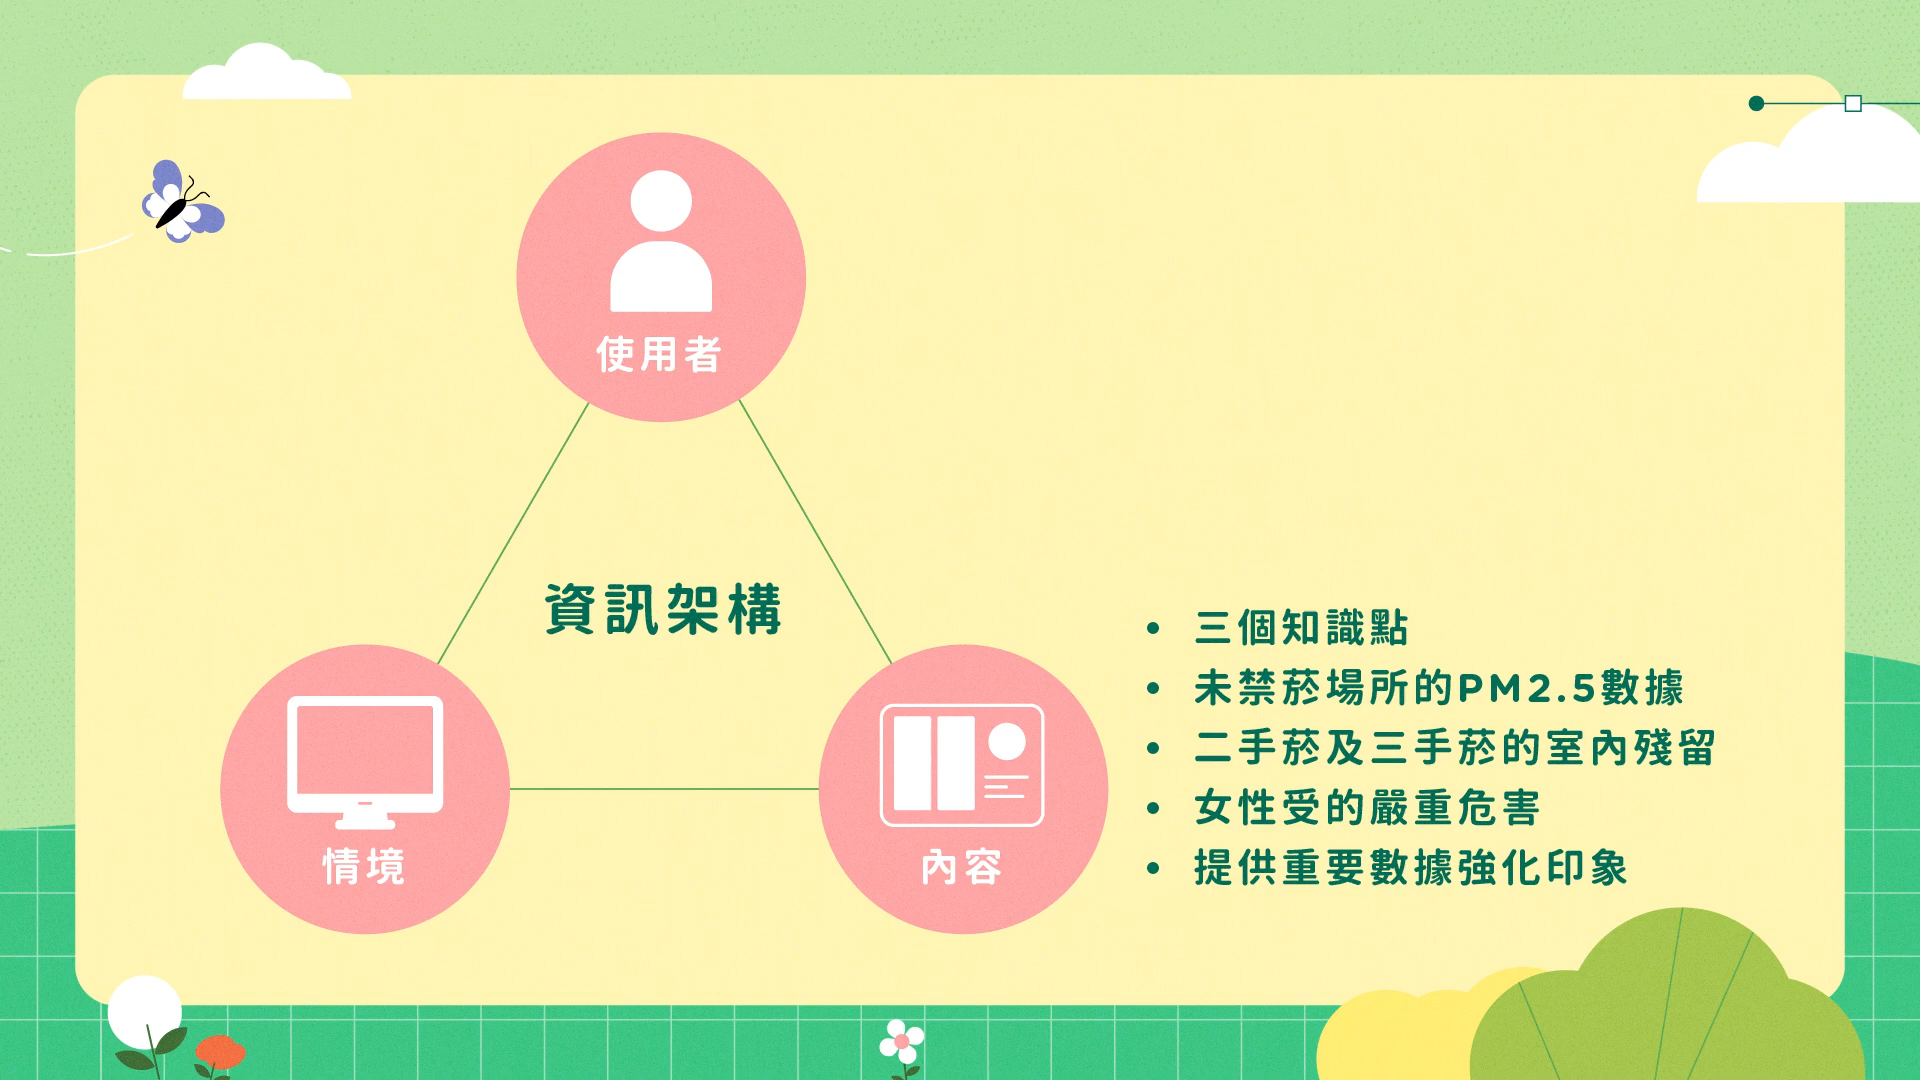 使用者
資訊架構
情境
內容
• 三個知識點
• 未禁菸場所的PM2.5數據
• 二手菸及三手菸的室內殘留
• 女性受的嚴重危害
• 提供重要數據強化印象